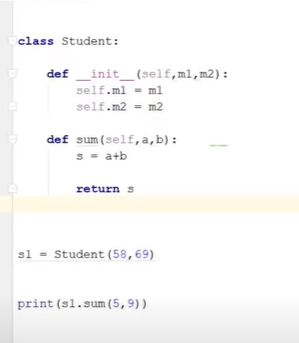 class Student:
def __init__(self,m1,m2):
self.m1 = m1
self.m2 = m2
def sum(self,a,b):
s = a+b
return s
s1 = Student(58,69)
print(s1.sum(5,9))